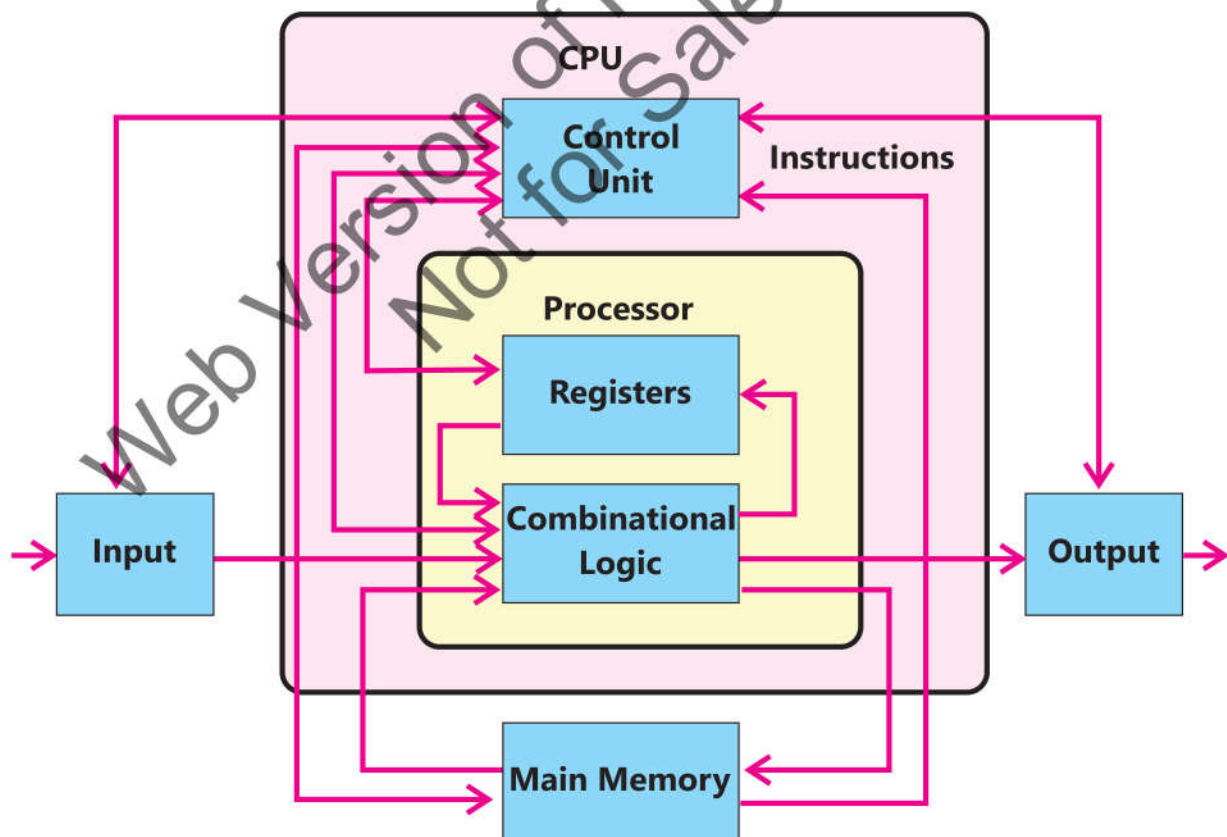 CPU
Control
Unit
Instructions
Processor
Registers
Combinational
Logic
Input
Output
Main Memory
Web Version of
Not for Sale